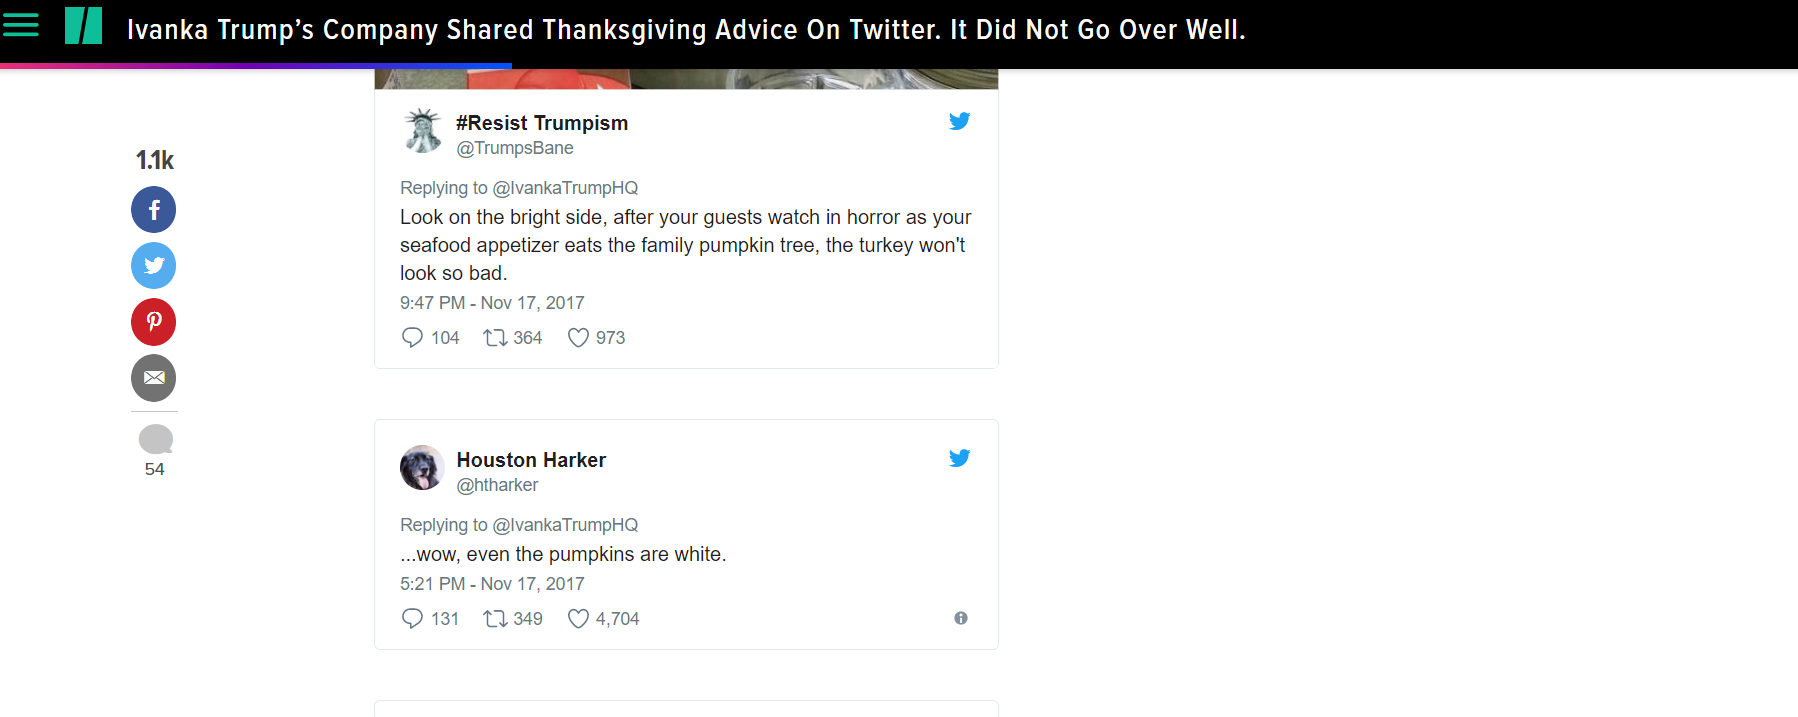 Ivanka Trump’s Company Shared Thanksgiving Advice On Twitter. It Did Not Go Over Well.
1.1k
54
#Resist Trumpism
@TrumpsBane
Replying to @IvankaTrumpHQ
Look on the bright side, after your guests watch in horror as your
seafood appetizer eats the family pumpkin tree, the turkey won't
look so bad.
9:47 PM - Nov 17, 2017
104 364 973
Houston Harker
@htharker
Replying to @IvankaTrumpHQ
...wow, even the pumpkins are white.
5:21 PM - Nov 17, 2017
131 349 4,704